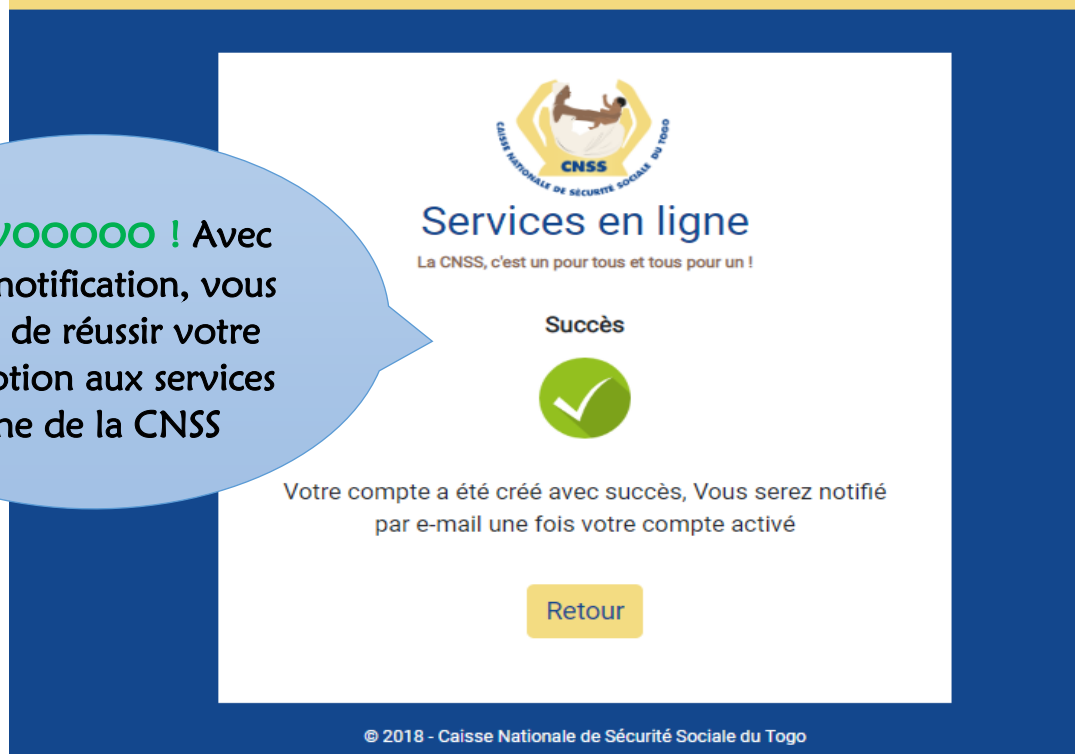 CAISSE NATIONALE DE SÉCURITÉ SOCIALE DU TOGO
CNSS
Services en ligne
La CNSS, c'est un pour tous et tous pour un !
vooooo ! Avec
notification, vous
de réussir votre
ption aux services
ne de la CNSS
Succès
Votre compte a été créé avec succès, Vous serez notifié
par e-mail une fois votre compte activé
Retour
© 2018 - Caisse Nationale de Sécurité Sociale du Togo